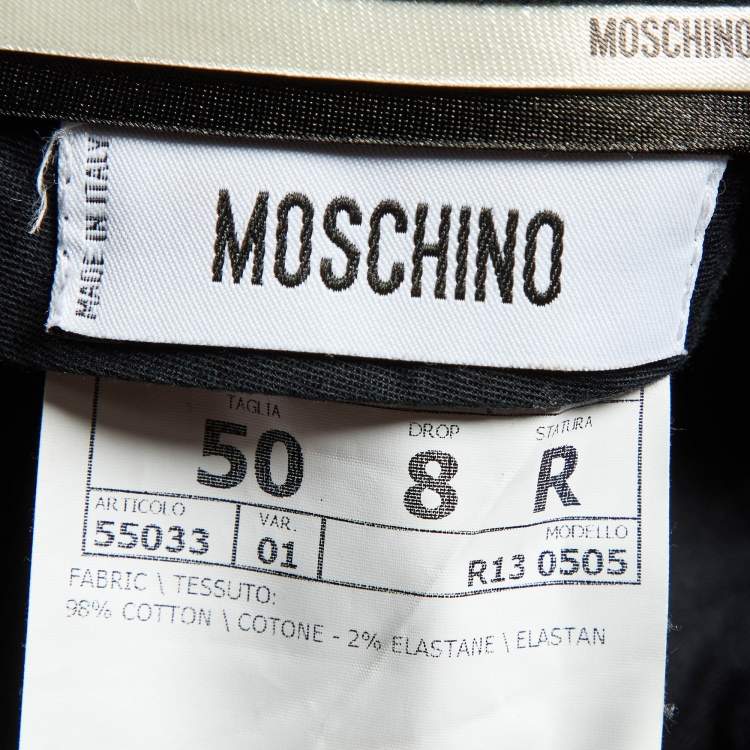 MOSCHINO
MADE IN ITALY
MOSCHINO
TAGLIA DROP STATURA
50 8 R
ARTICOLO VAR. MODELLO
55033 01 R13 0505
FABRIC \ TESSUTO:
98% COTTON \ COTONE - 2% ELASTANE \ ELASTAN